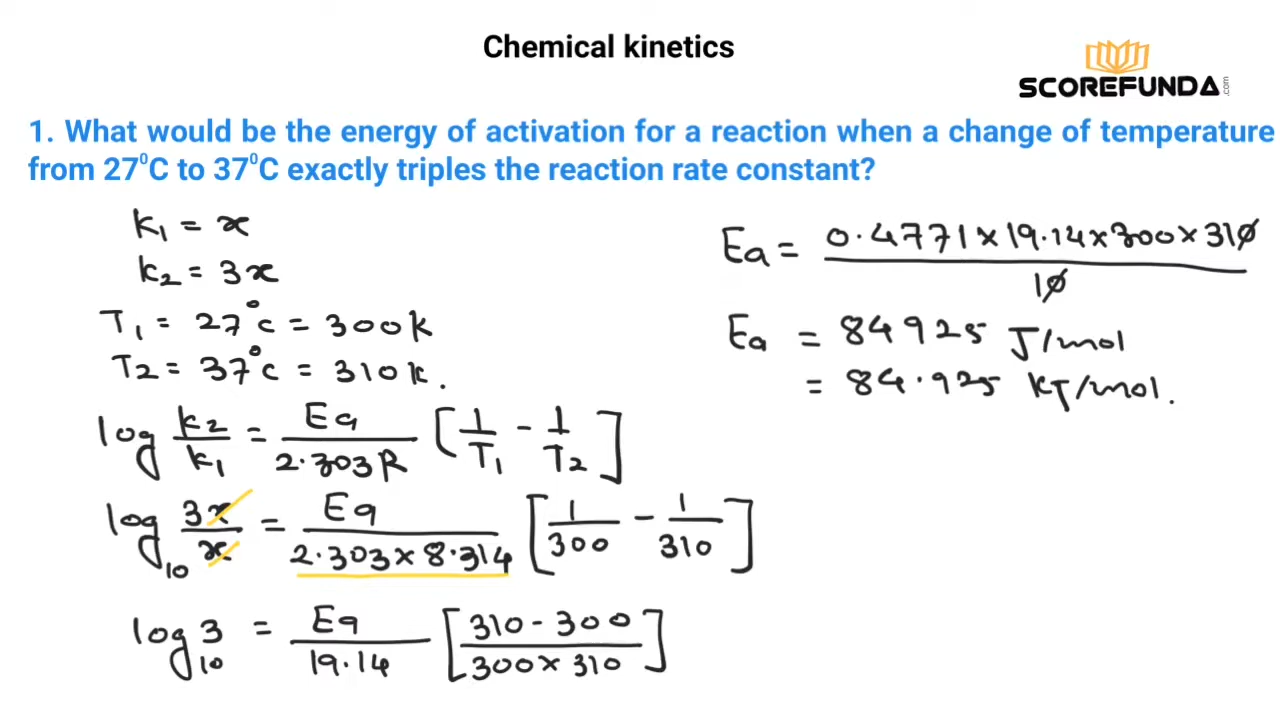 Chemical kinetics
SCOREFUNDA.com
1. What would be the energy of activation for a reaction when a change of temperature
from 27⁰C to 37⁰C exactly triples the reaction rate constant?
k₁ = x
k₂ = 3x
T₁ = 27°c = 300k
T₂ = 37°c = 310k.
log k₂/k₁ = Ea/2.303R [1/T₁ - 1/T₂]
log₁₀ 3x/x = Ea/2.303×8.314 [1/300 - 1/310]
log₁₀ 3 = Ea/19.14 [310-300/300×310]
Ea = 0.4771×19.14×300×310/10
Ea = 84925 J/mol
= 84.925 kJ/mol.